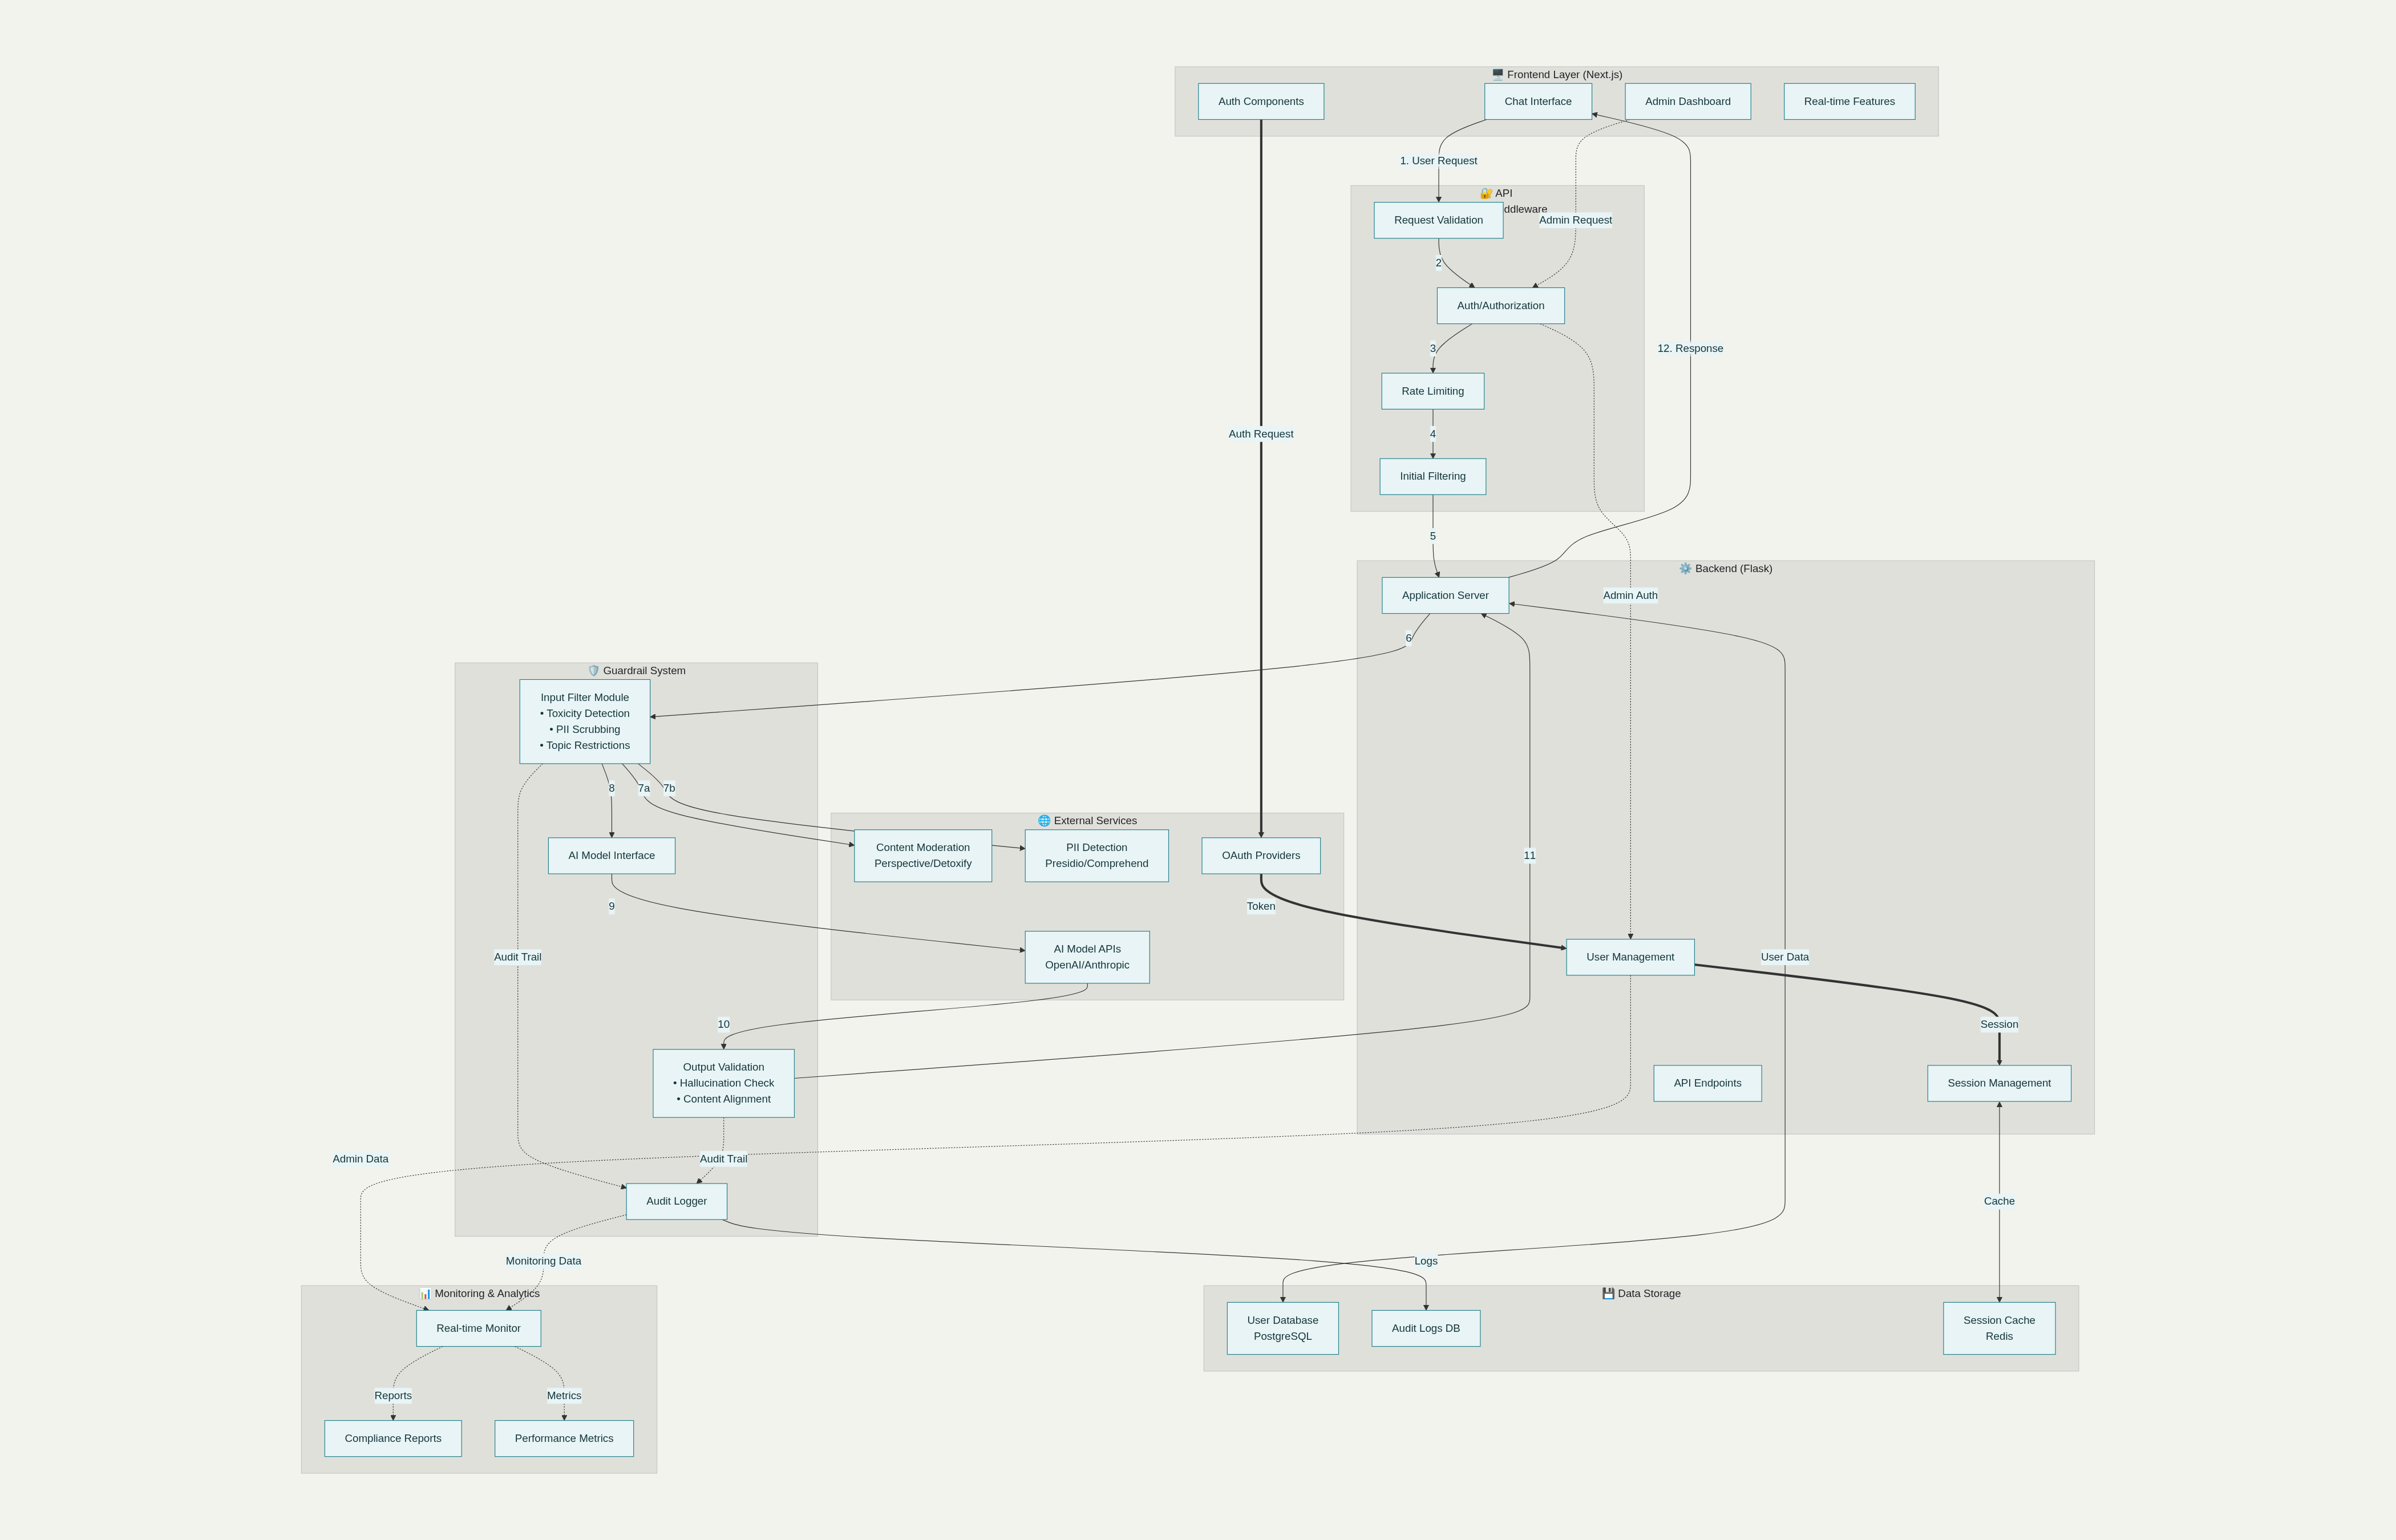 🖥️ Frontend Layer (Next.js)
Auth Components
Chat Interface
Admin Dashboard
Real-time Features
1. User Request
🔐 API
ddleware
Request Validation
Admin Request
2
Auth/Authorization
3
12. Response
Rate Limiting
4
Auth Request
Initial Filtering
5
⚙️ Backend (Flask)
Application Server
Admin Auth
6
🛡️ Guardrail System
Input Filter Module
• Toxicity Detection
• PII Scrubbing
• Topic Restrictions
8
7a
7b
🌐 External Services
AI Model Interface
Content Moderation
Perspective/Detoxify
PII Detection
Presidio/Comprehend
OAuth Providers
11
9
Token
Audit Trail
AI Model APIs
OpenAI/Anthropic
User Management
User Data
10
Session
Output Validation
• Hallucination Check
• Content Alignment
API Endpoints
Session Management
Admin Data
Audit Trail
Audit Logger
Cache
Monitoring Data
Logs
📊 Monitoring & Analytics
💾 Data Storage
Real-time Monitor
User Database
PostgreSQL
Audit Logs DB
Session Cache
Redis
Reports
Metrics
Compliance Reports
Performance Metrics